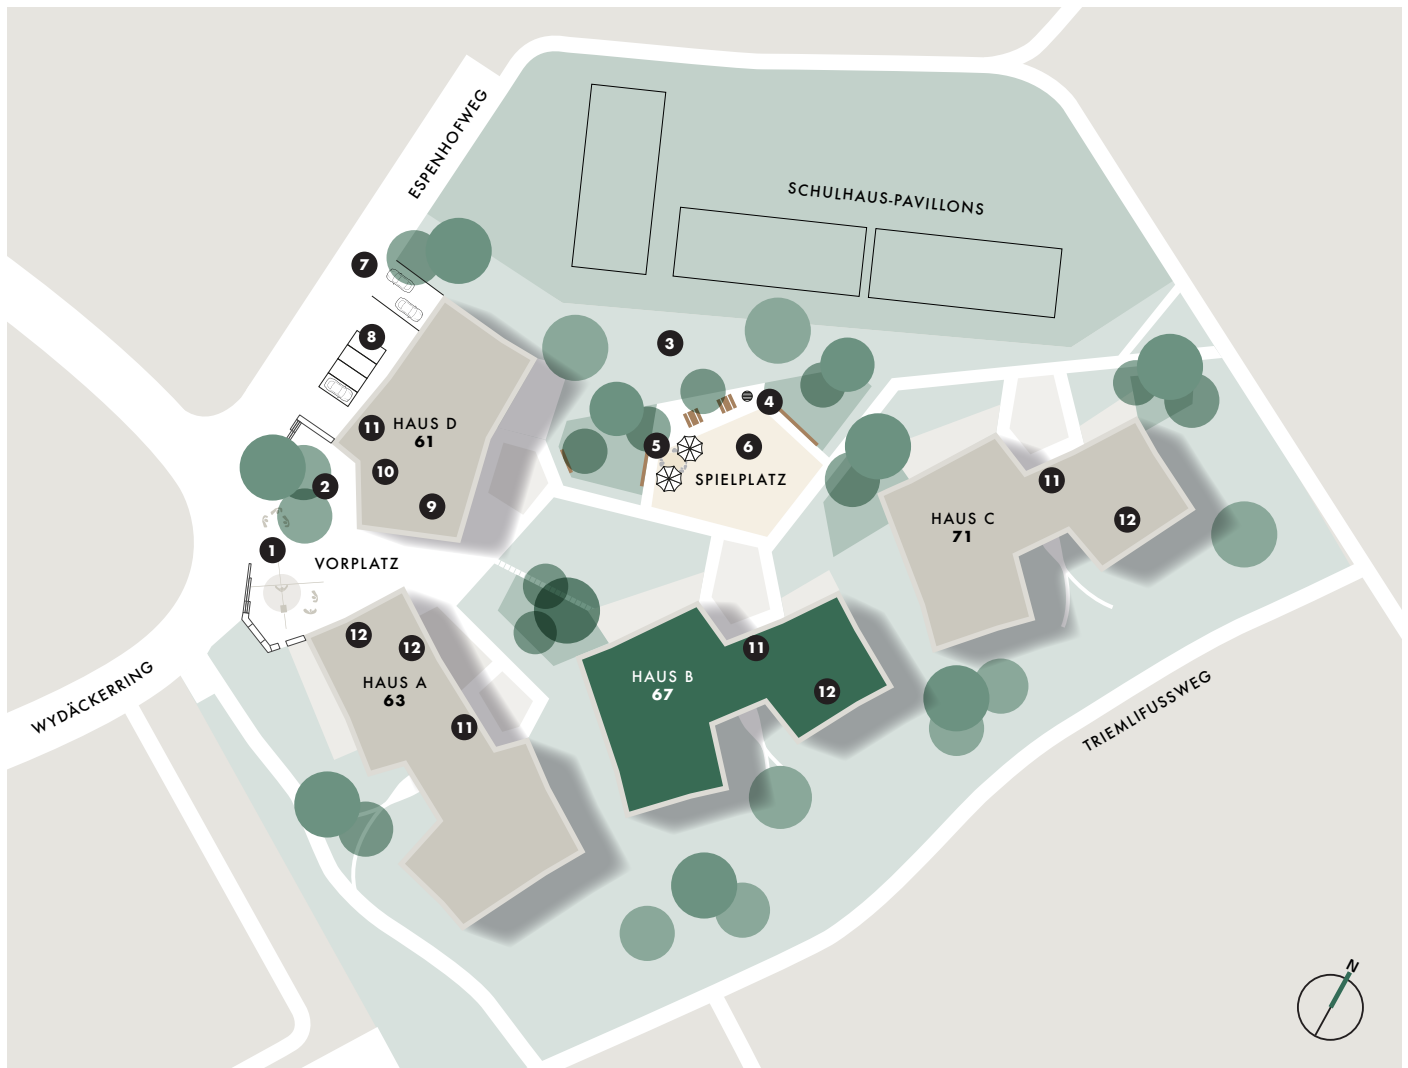 ESPENHOFWEG
SCHULHAUS-PAVILLONS
7
8
3
4
11
HAUS D
61
5
6
10
SPIELPLATZ
2
9
11
HAUS C
71
12
1
VORPLATZ
12
12
11
HAUS A
63
HAUS B
67
12
11
WYDÄCKERRING
TRIEMLIFUSSWEG
N